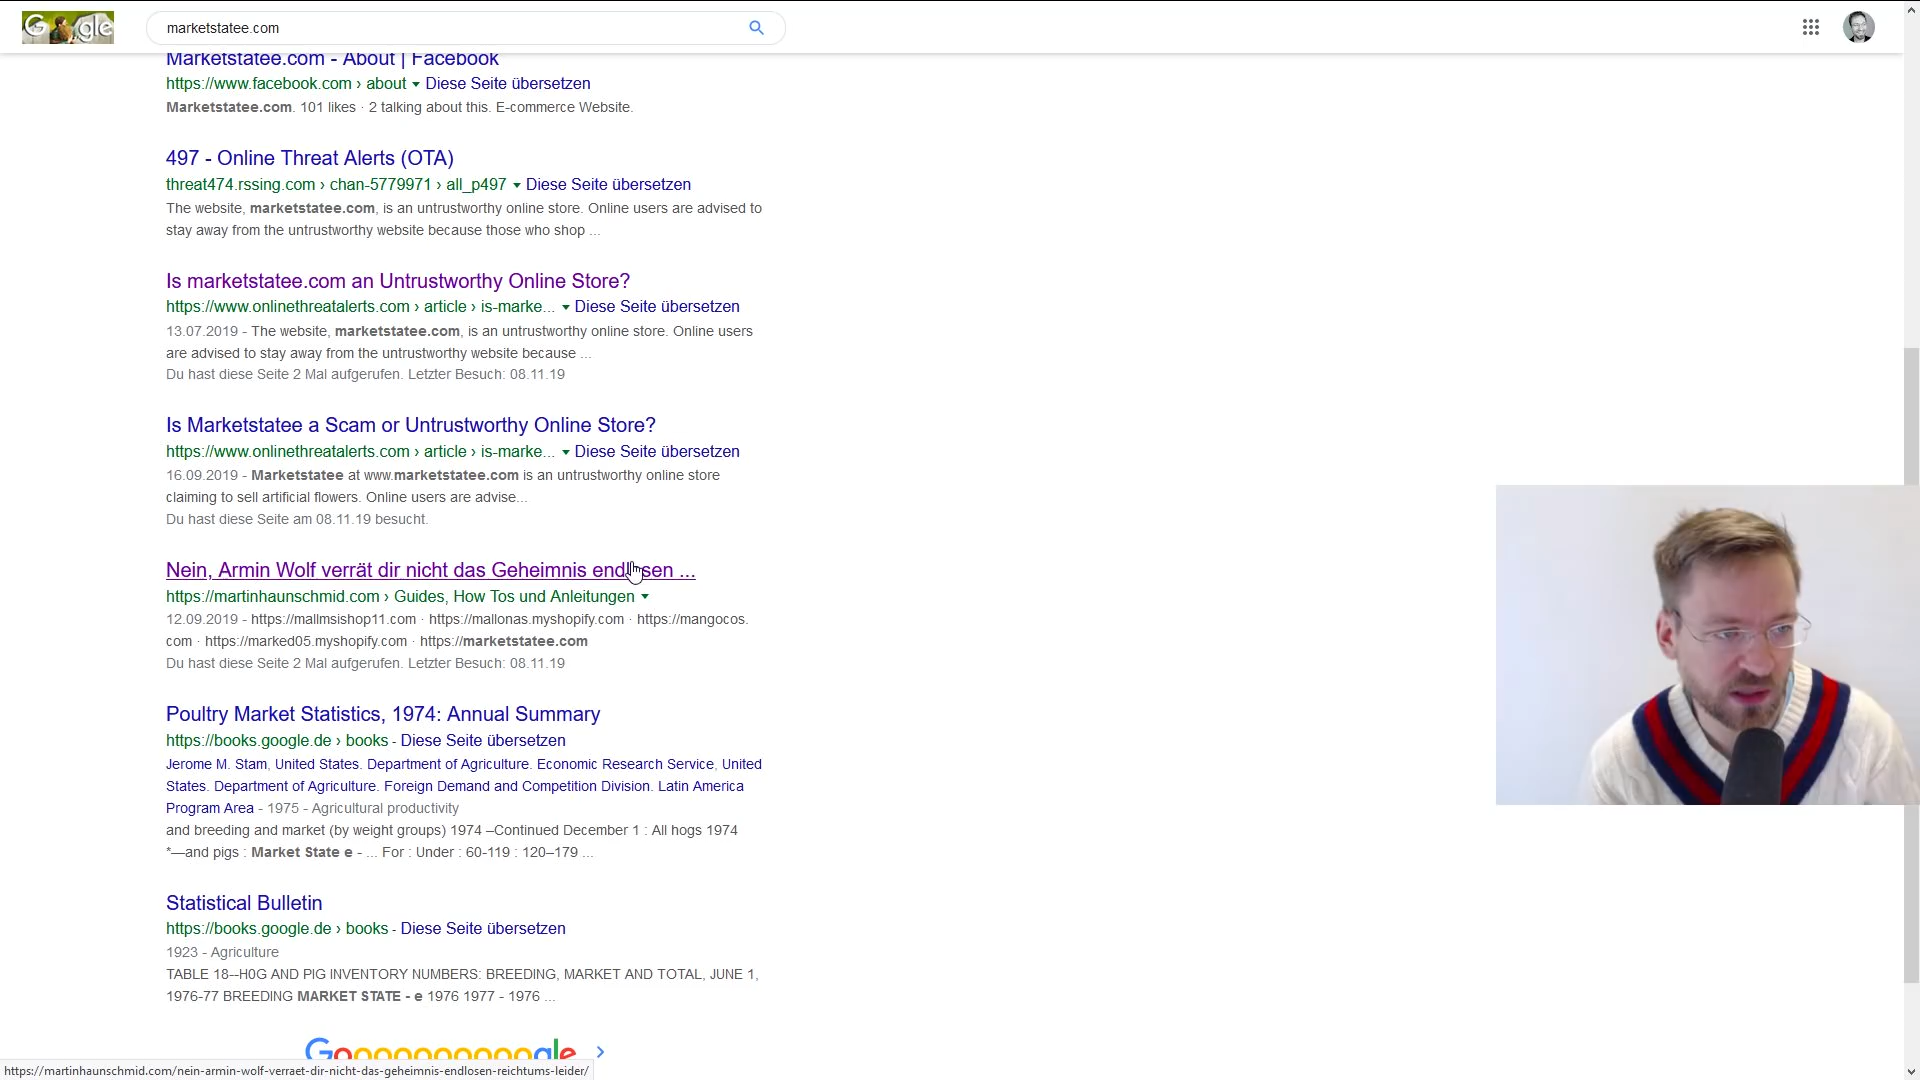 Google
marketstatee.com
Marketstatee.com - About | Facebook
https://www.facebook.com › about ▾ Diese Seite übersetzen
Marketstatee.com. 101 likes · 2 talking about this. E-commerce Website.
497 - Online Threat Alerts (OTA)
threat474.rssing.com › chan-5779971 › all_p497 ▾ Diese Seite übersetzen
The website, marketstatee.com, is an untrustworthy online store. Online users are advised to
stay away from the untrustworthy website because those who shop ...
Is marketstatee.com an Untrustworthy Online Store?
https://www.onlinethreatalerts.com › article › is-marke... ▾ Diese Seite übersetzen
13.07.2019 - The website, marketstatee.com, is an untrustworthy online store. Online users
are advised to stay away from the untrustworthy website because ...
Du hast diese Seite 2 Mal aufgerufen. Letzter Besuch: 08.11.19
Is Marketstatee a Scam or Untrustworthy Online Store?
https://www.onlinethreatalerts.com › article › is-marke... ▾ Diese Seite übersetzen
16.09.2019 - Marketstatee at www.marketstatee.com is an untrustworthy online store
claiming to sell artificial flowers. Online users are advise...
Du hast diese Seite am 08.11.19 besucht.
Nein, Armin Wolf verrät dir nicht das Geheimnis endlosen ...
https://martinhaunschmid.com › Guides, How Tos und Anleitungen ▾
12.09.2019 - https://mallmsishop11.com · https://mallonas.myshopify.com · https://mangocos.
com · https://marked05.myshopify.com · https://marketstatee.com
Du hast diese Seite 2 Mal aufgerufen. Letzter Besuch: 08.11.19
Poultry Market Statistics, 1974: Annual Summary
https://books.google.de › books - Diese Seite übersetzen
Jerome M. Stam, United States. Department of Agriculture. Economic Research Service, United
States. Department of Agriculture. Foreign Demand and Competition Division. Latin America
Program Area - 1975 - Agricultural productivity
and breeding and market (by weight groups) 1974 –Continued December 1 : All hogs 1974
*—and pigs : Market State e - ... For : Under : 60-119 : 120–179 ...
Statistical Bulletin
https://books.google.de › books - Diese Seite übersetzen
1923 - Agriculture
TABLE 18--H0G AND PIG INVENTORY NUMBERS: BREEDING, MARKET AND TOTAL, JUNE 1,
1976-77 BREEDING MARKET STATE - e 1976 1977 - 1976 ...
Goooooooooogle
https://martinhaunschmid.com/nein-armin-wolf-verraet-dir-nicht-das-geheimnis-endlosen-reichtums-leider/